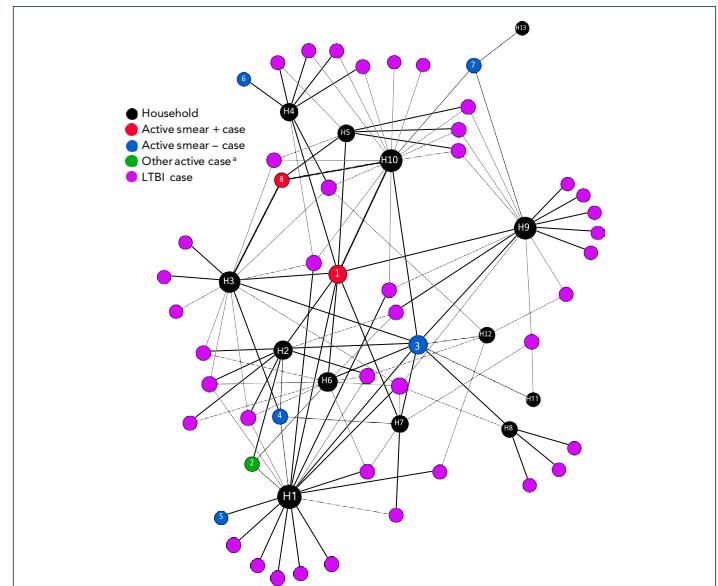 H13
7
6
H4
H5
Household
Active smear + case
Active smear – case
Other active case a
LTBI case
H10
8
H9
1
H3
H12
3
H2
H6
H11
4
H7
H8
2
H1
5